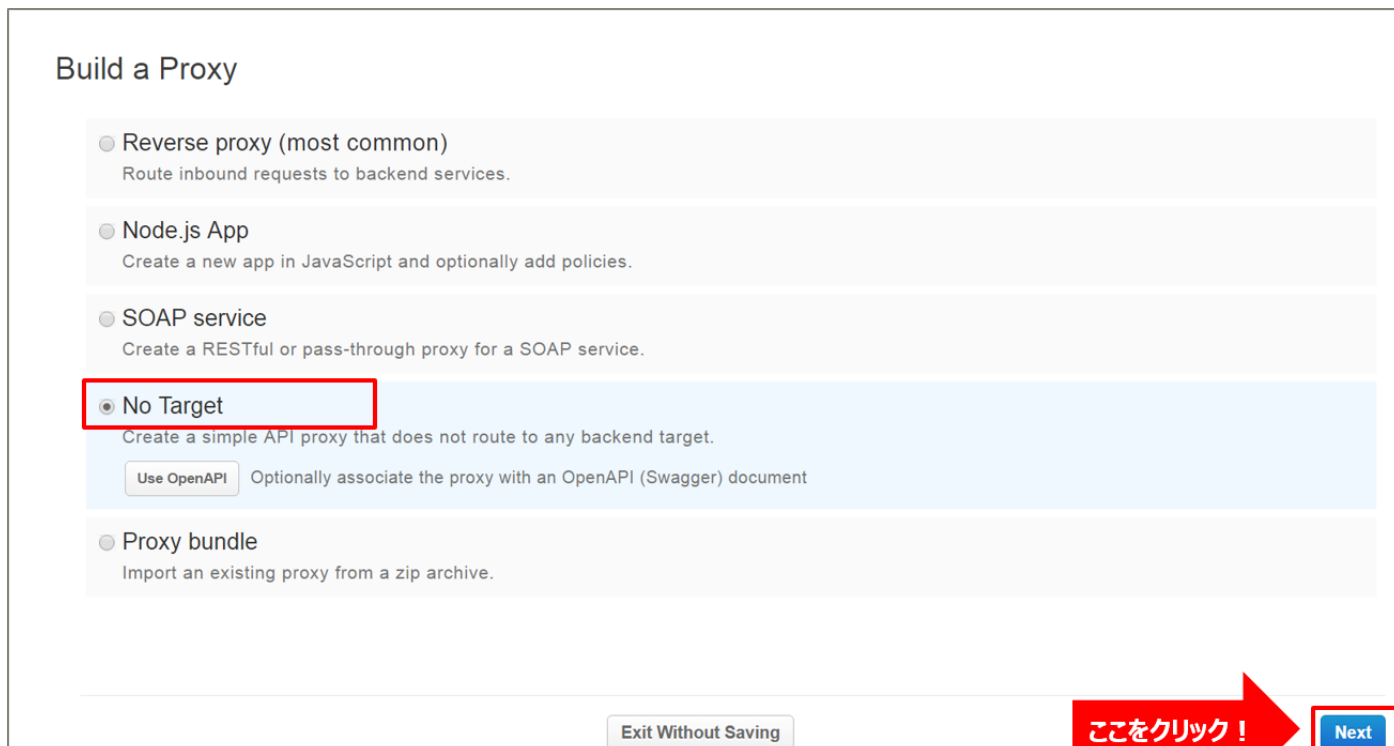 Build a Proxy
Reverse proxy (most common)
Route inbound requests to backend services.
Node.js App
Create a new app in JavaScript and optionally add policies.
SOAP service
Create a RESTful or pass-through proxy for a SOAP service.
No Target
Create a simple API proxy that does not route to any backend target.
Use OpenAPI Optionally associate the proxy with an OpenAPI (Swagger) document
Proxy bundle
Import an existing proxy from a zip archive.
Exit Without Saving ここをクリック! Next